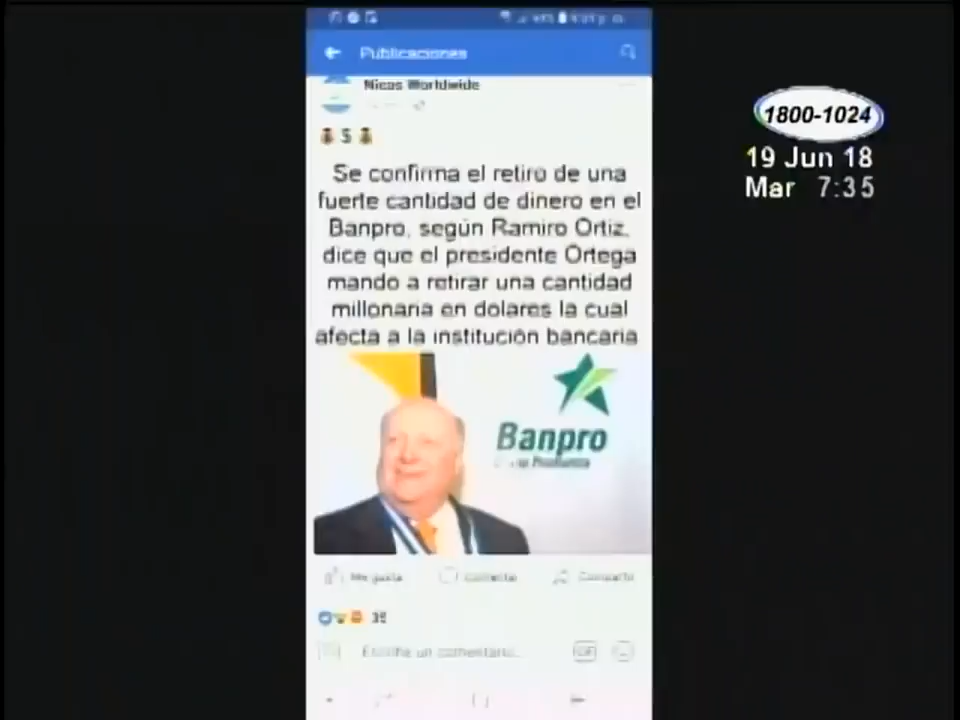 Publicaciones
Nicas Worldwide
$
Se confirma el retiro de una
fuerte cantidad de dinero en el
Banpro, según Ramiro Ortiz,
dice que el presidente Ortega
mando a retirar una cantidad
millonaria en dolares la cual
afecta a la institución bancaria
Banpro
Me gusta Comentar Compartir
35
Escribe un comentario...
GIF
1800-1024
19 Jun 18
Mar 7:35